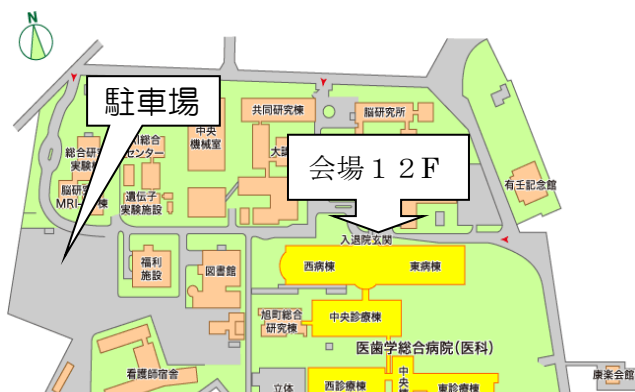 N
駐車場
共同研究棟
脳研究所
中央
機械室
総合研
実験
総合
センター
会場１２Ｆ
有壬記念館
脳研
MRI
棟
遺伝子
実験施設
入退院玄関
福利
施設
図書館
西病棟
東病棟
旭町総合
研究棟
中央診療棟
医歯学総合病院(医科)
看護師宿舎
立体
西診療棟
中
央
東診療棟
康楽会館